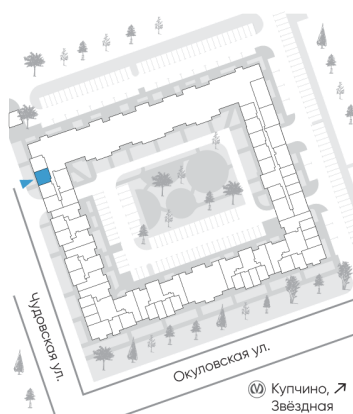 Чудовская ул.
Окуловская ул.
Ⓜ Купчино, ↗
Звёздная